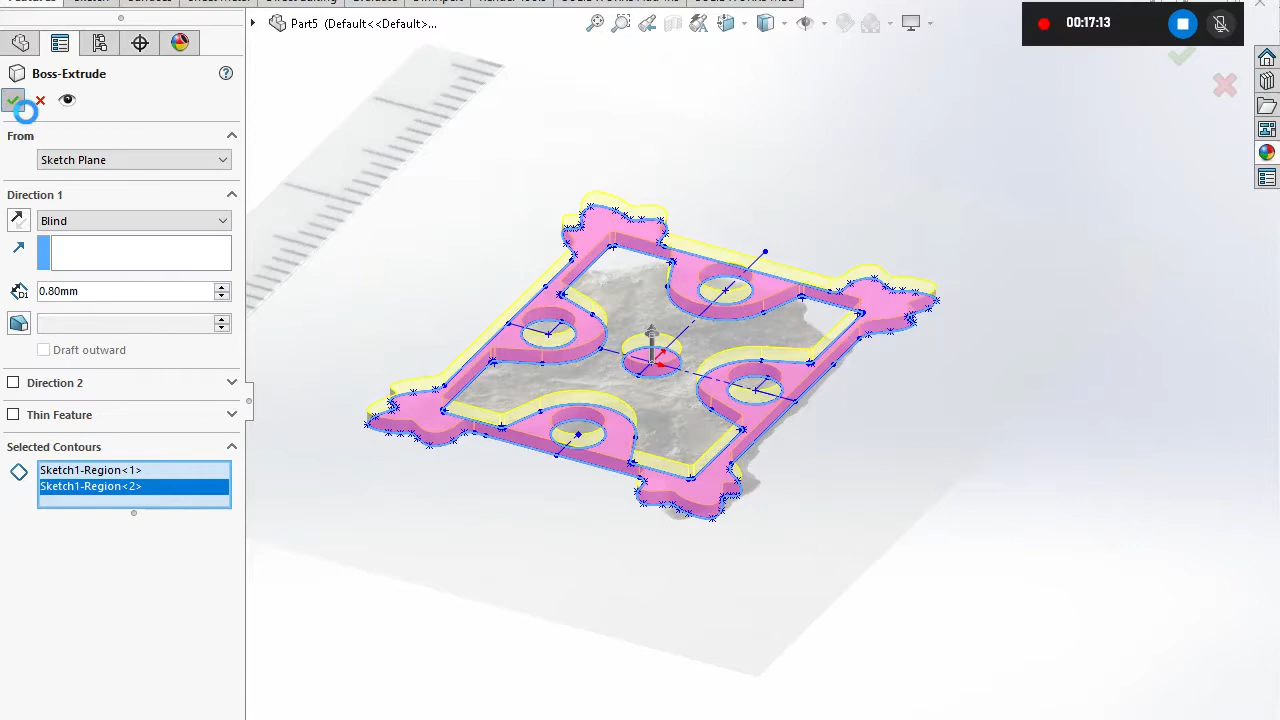 Part5 (Default<<Default>...
00:17:13
Boss-Extrude
From
Sketch Plane
Direction 1
Blind
D1
0.80mm
Draft outward
Direction 2
Thin Feature
Selected Contours
Sketch1-Region<1>
Sketch1-Region<2>